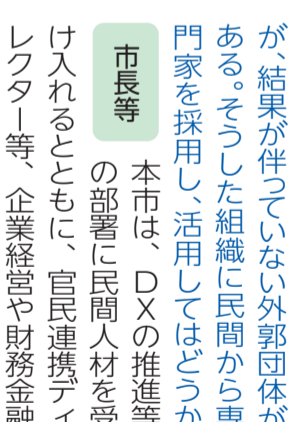 が、結果が伴っていない外郭団体が
ある。そうした組織に民間から専
門家を採用し、活用してはどうか
市長等
本市は、DXの推進等
の部署に民間人材を受
け入れるとともに、官民連携ディ
レクター等、企業経営や財務金融